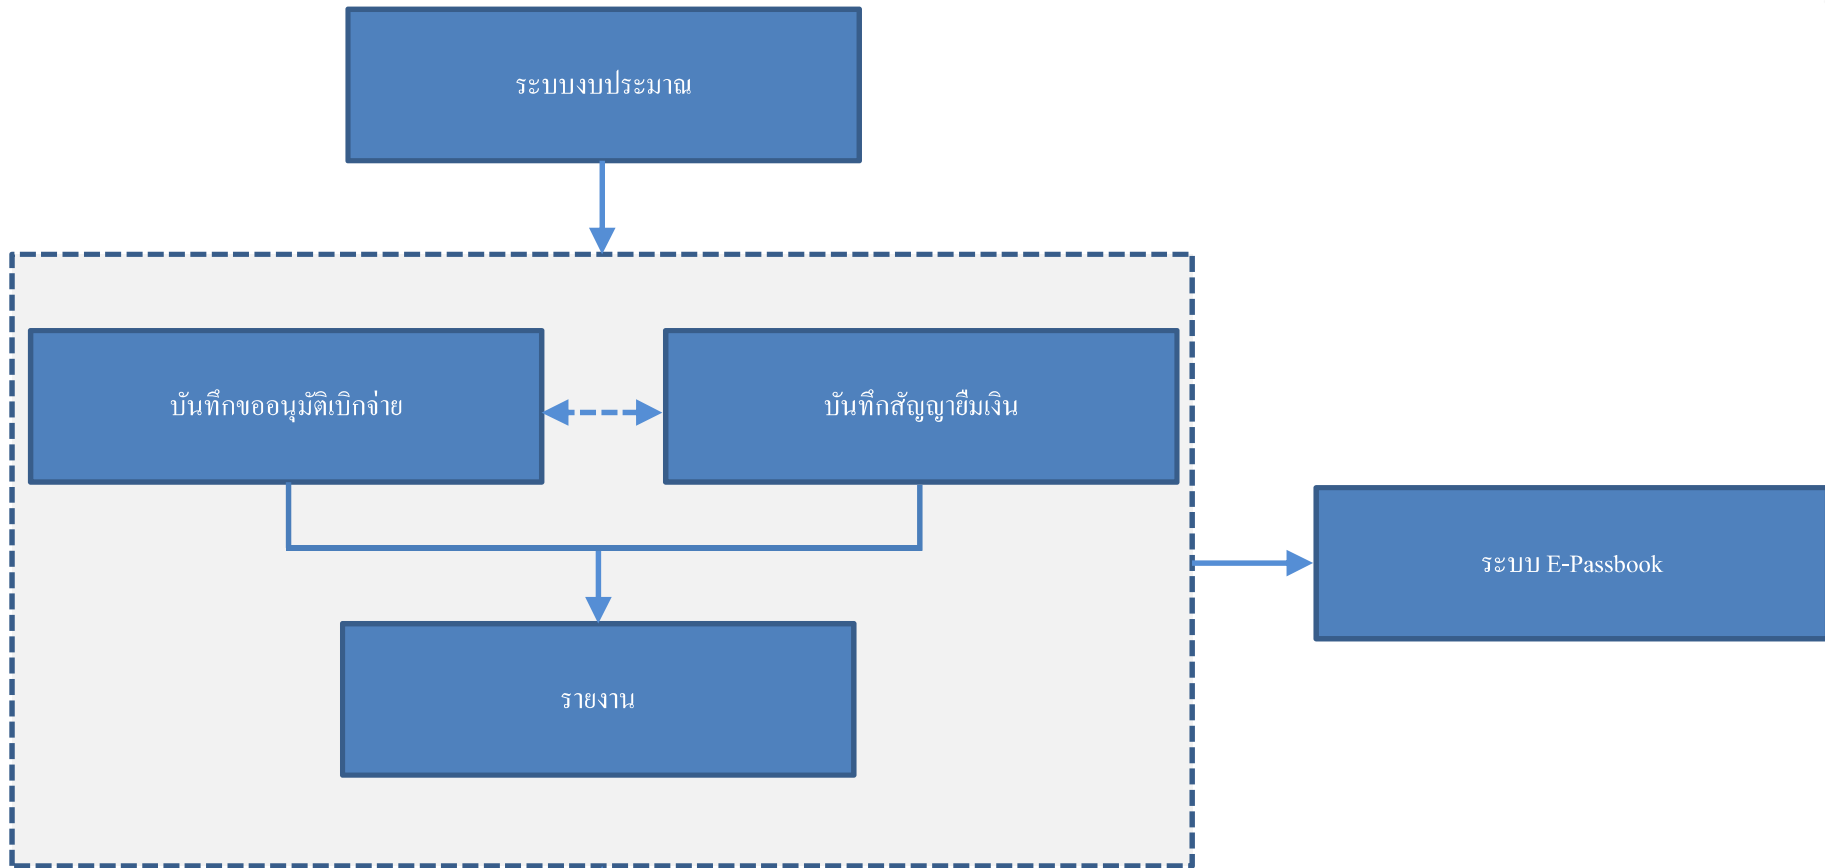 ระบบงบประมาณ
บันทึกขออนุมัติเบิกจ่าย
บันทึกสัญญายืมเงิน
ระบบ E-Passbook
รายงาน